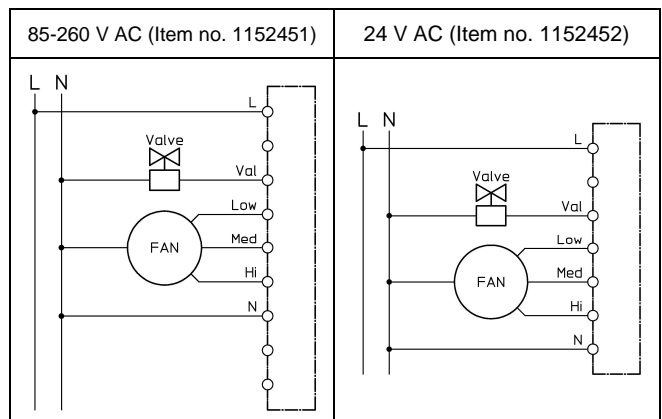 85-260 V AC (Item no. 1152451)
24 V AC (Item no. 1152452)
L N
L
Valve
Val
Low
FAN
Med
Hi
N
L N
L
Valve
Val
Low
FAN
Med
Hi
N